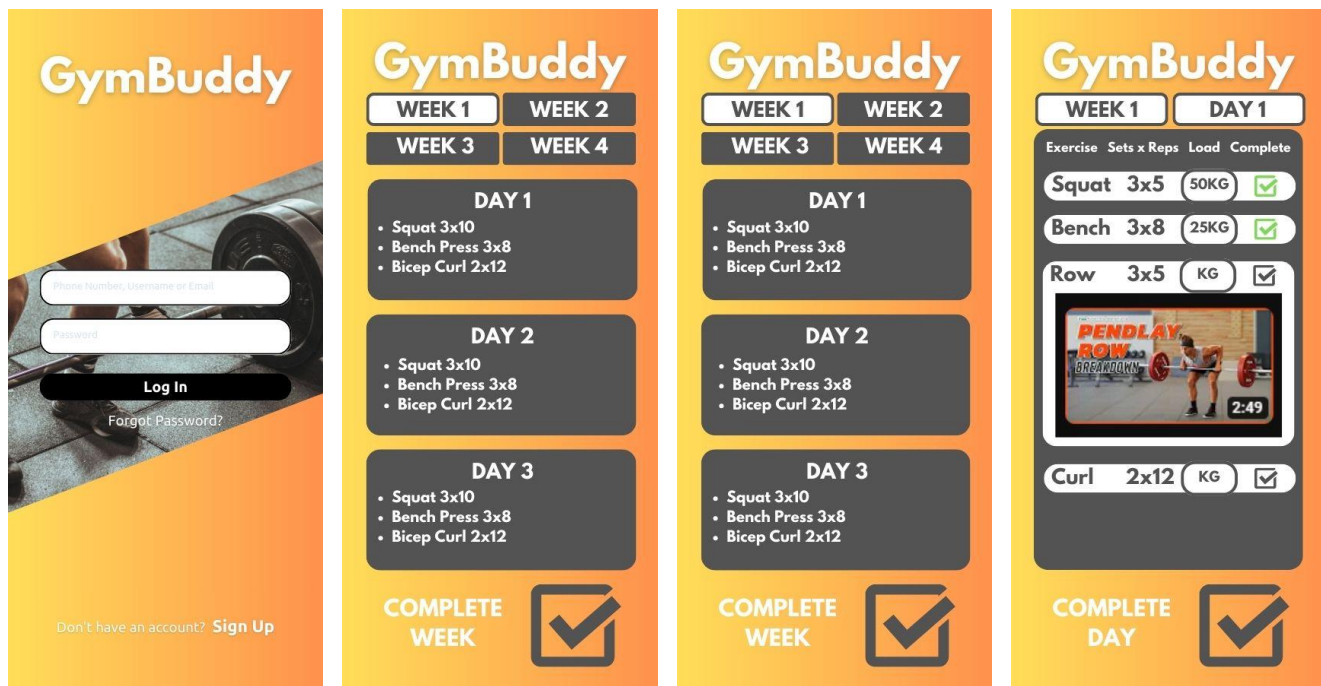 GymBuddy
Phone Number, Username or Email
Password
Log In
Forgot Password?
Don't have an account? Sign Up
GymBuddy
WEEK 1 WEEK 2
WEEK 3 WEEK 4
DAY 1
• Squat 3x10
• Bench Press 3x8
• Bicep Curl 2x12
DAY 2
• Squat 3x10
• Bench Press 3x8
• Bicep Curl 2x12
DAY 3
• Squat 3x10
• Bench Press 3x8
• Bicep Curl 2x12
COMPLETE
WEEK
GymBuddy
WEEK 1 WEEK 2
WEEK 3 WEEK 4
DAY 1
• Squat 3x10
• Bench Press 3x8
• Bicep Curl 2x12
DAY 2
• Squat 3x10
• Bench Press 3x8
• Bicep Curl 2x12
DAY 3
• Squat 3x10
• Bench Press 3x8
• Bicep Curl 2x12
COMPLETE
WEEK
GymBuddy
WEEK 1 DAY 1
Exercise Sets x Reps Load Complete
Squat 3x5 50KG
Bench 3x8 25KG
Row 3x5 KG
PENDLAY
ROW
BREAKDOWN
2:49
Curl 2x12 KG
COMPLETE
DAY